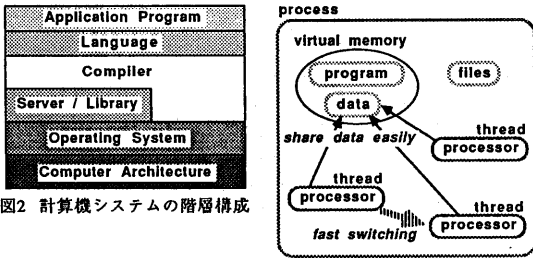 Application Program
Language
Compiler
Server / Library
Operating System
Computer Architecture
図2 計算機システムの階層構成
process
virtual memory
program
files
data
share data easily
thread
processor
thread
processor
thread
processor
fast switching